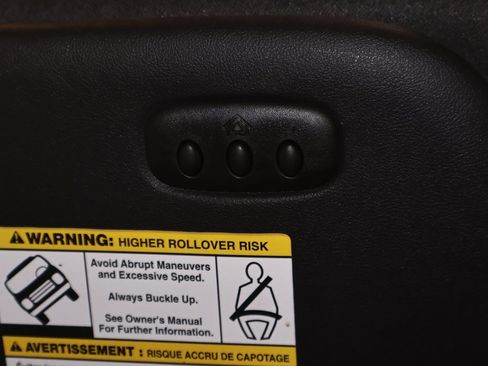 WARNING: HIGHER ROLLOVER RISK
Avoid Abrupt Maneuvers
and Excessive Speed.
Always Buckle Up.
See Owner's Manual
For Further Information.
AVERTISSEMENT : RISQUE ACCRU DE CAPOTAGE